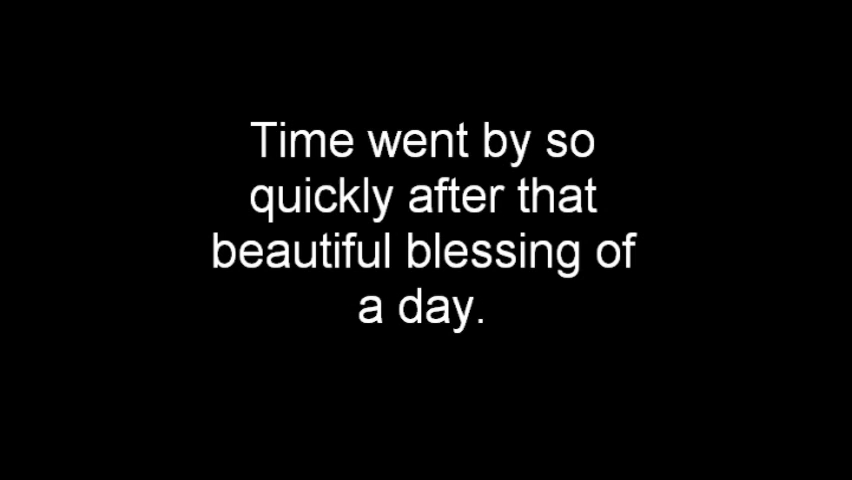 Time went by so
quickly after that
beautiful blessing of
a day.